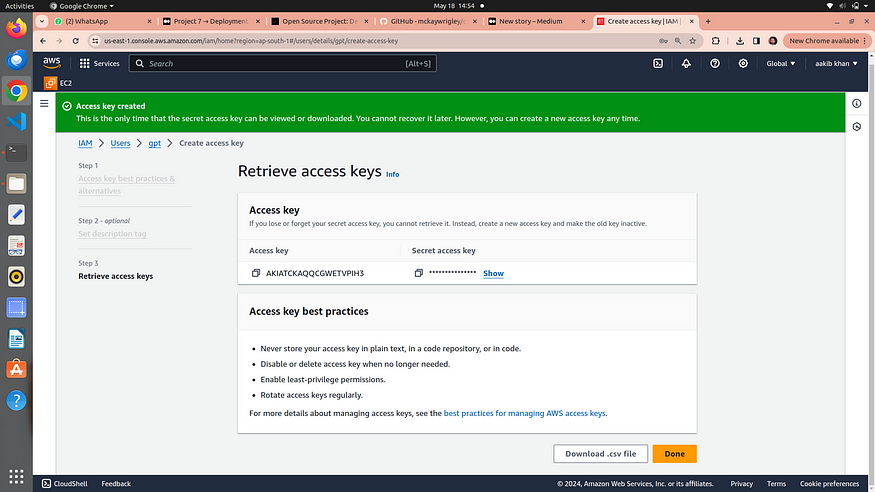 Activities
Google Chrome
May 18 14:54
(2) WhatsApp
Project 7 → Deployment
Open Source Project: De
GitHub - mckaywrigley/
New story – Medium
Create access key | IAM |
us-east-1.console.aws.amazon.com/iam/home?region=ap-south-1#/users/details/gpt/create-access-key
New Chrome available
aws
Services
Search
[Alt+S]
Global
aakib khan
EC2
Access key created
This is the only time that the secret access key can be viewed or downloaded. You cannot recover it later. However, you can create a new access key any time.
IAM
Users
gpt
Create access key
Step 1
Access key best practices &
alternatives
Step 2 - optional
Set description tag
Step 3
Retrieve access keys
Retrieve access keys Info
Access key
If you lose or forget your secret access key, you cannot retrieve it. Instead, create a new access key and make the old key inactive.
Access key
Secret access key
AKIATCKAQQCGWETVPIH3
*************** Show
Access key best practices
• Never store your access key in plain text, in a code repository, or in code.
• Disable or delete access key when no longer needed.
• Enable least-privilege permissions.
• Rotate access keys regularly.
For more details about managing access keys, see the best practices for managing AWS access keys.
Download .csv file
Done
CloudShell
Feedback
© 2024, Amazon Web Services, Inc. or its affiliates.
Privacy
Terms
Cookie preferences